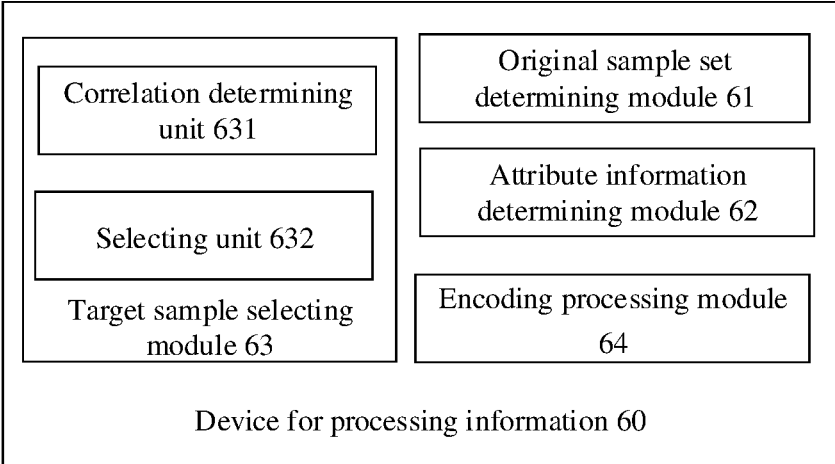 Correlation determining
unit 631
Selecting unit 632
Target sample selecting
module 63
Original sample set
determining module 61
Attribute information
determining module 62
Encoding processing module
64
Device for processing information 60